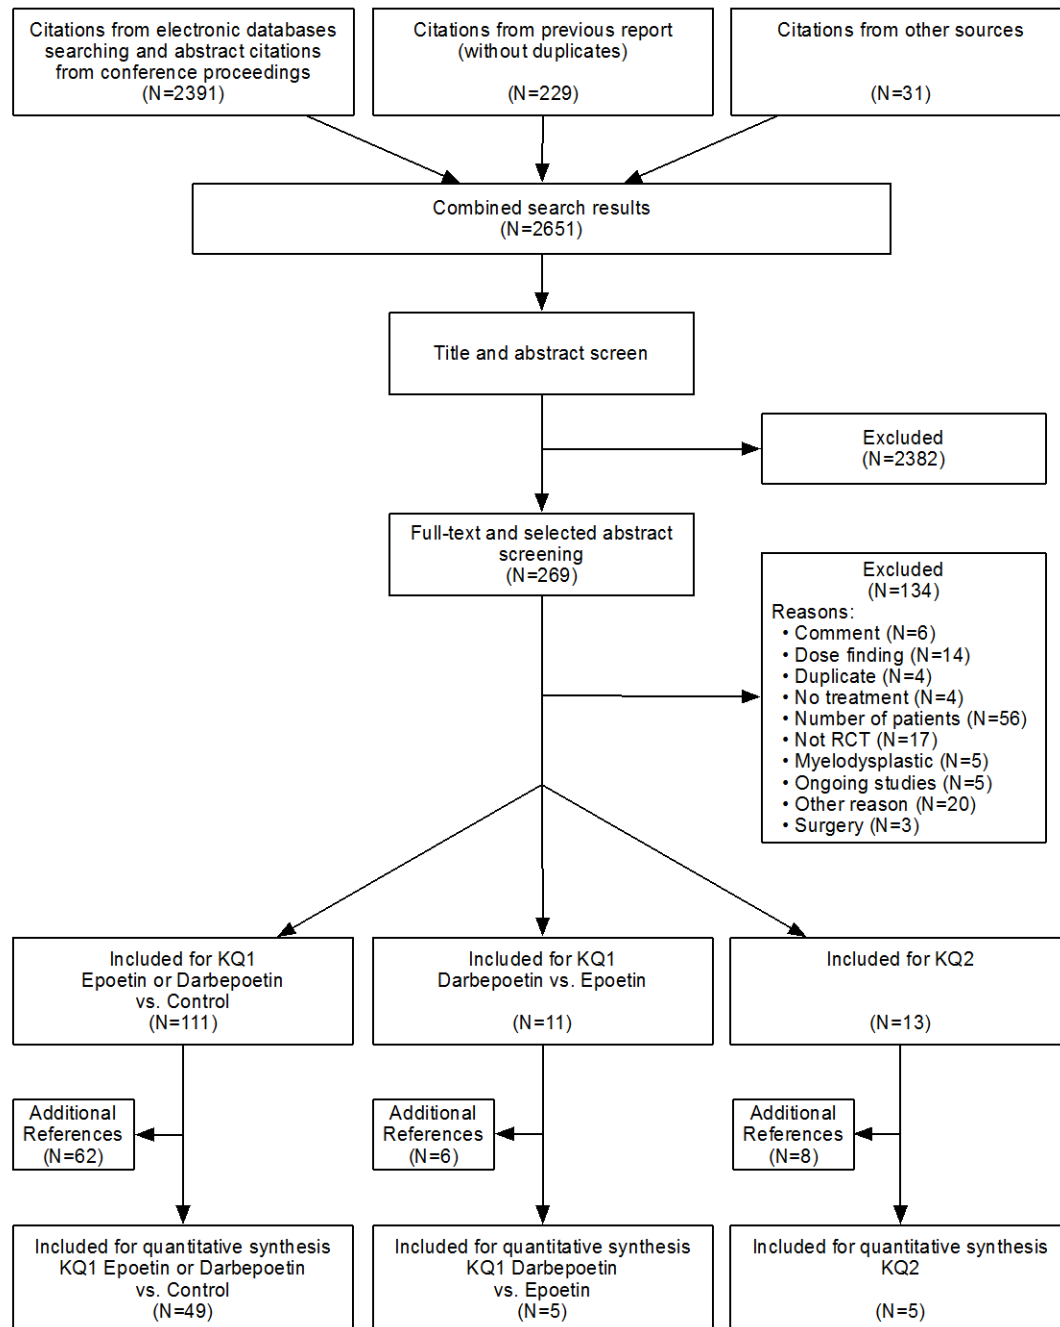 Citations from electronic databases
searching and abstract citations
from conference proceedings
(N=2391)
Citations from previous report
(without duplicates)
(N=229)
Citations from other sources
(N=31)
Combined search results
(N=2651)
Title and abstract screen
Excluded
(N=2382)
Full-text and selected abstract
screening
(N=269)
Excluded
(N=134)
Reasons:
• Comment (N=6)
• Dose finding (N=14)
• Duplicate (N=4)
• No treatment (N=4)
• Number of patients (N=56)
• Not RCT (N=17)
• Myelodysplastic (N=5)
• Ongoing studies (N=5)
• Other reason (N=20)
• Surgery (N=3)
Included for KQ1
Epoetin or Darbepoetin
vs. Control
(N=111)
Included for KQ1
Darbepoetin vs. Epoetin
(N=11)
Included for KQ2
(N=13)
Additional
References
(N=62)
Additional
References
(N=6)
Additional
References
(N=8)
Included for quantitative synthesis
KQ1 Epoetin or Darbepoetin
vs. Control
(N=49)
Included for quantitative synthesis
KQ1 Darbepoetin
vs. Epoetin
(N=5)
Included for quantitative synthesis
KQ2
(N=5)